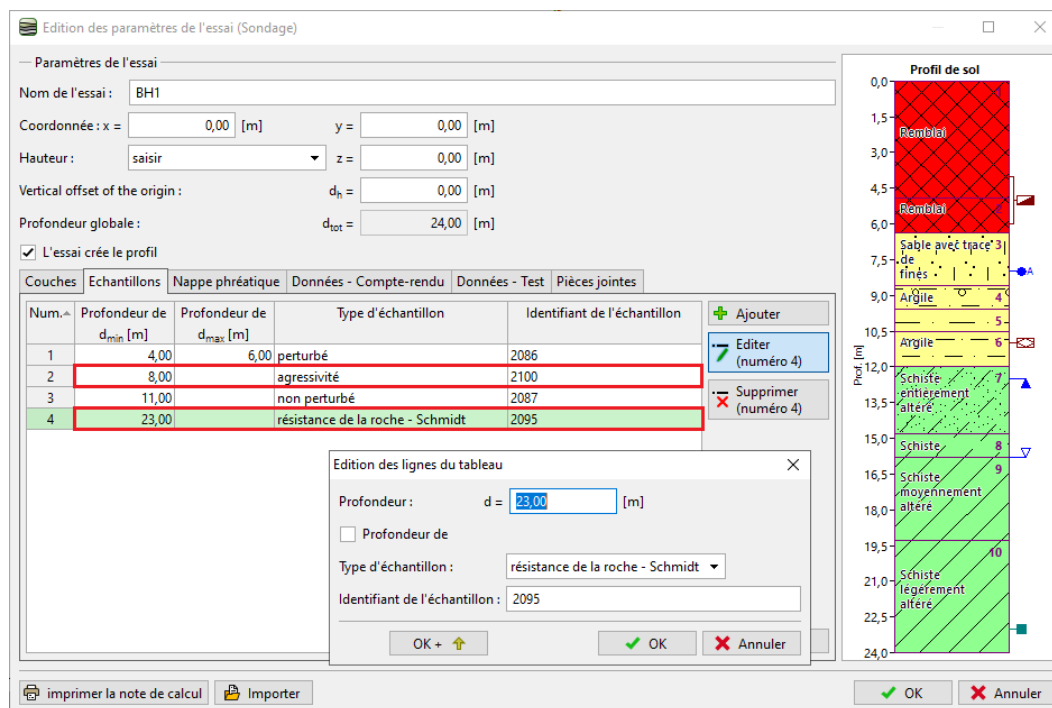 Edition des paramètres de l'essai (Sondage)
Paramètres de l'essai
Nom de l'essai : BH1
Coordonnée : x = 0,00 [m] y = 0,00 [m]
Hauteur : saisir z = 0,00 [m]
Vertical offset of the origin : dh = 0,00 [m]
Profondeur globale : dtot = 24,00 [m]
L'essai crée le profil
Couches Echantillons Nappe phréatique Données - Compte-rendu Données - Test Pièces jointes
Num. Profondeur de dmin [m] Profondeur de dmax [m] Type d'échantillon Identifiant de l'échantillon
1 4,00 6,00 perturbé 2086
2 8,00 agressivité 2100
3 11,00 non perturbé 2087
4 23,00 résistance de la roche - Schmidt 2095
Ajouter
Editer
(numéro 4)
Supprimer
(numéro 4)
Edition des lignes du tableau
Profondeur : d = 23,00 [m]
Profondeur de
Type d'échantillon : résistance de la roche - Schmidt
Identifiant de l'échantillon : 2095
OK + OK Annuler
imprimer la note de calcul Importer
OK Annuler
Profil de sol
Prof. [m]
0,0
1,5
3,0
4,5
6,0
7,5
9,0
10,5
12,0
13,5
15,0
16,5
18,0
19,5
21,0
22,5
24,0
1
Remblai
2
Remblai
Sable avec trace 3
de
fines
A
Argile 4
5
Argile 6
Schiste 7
entièrement
altéré
Schiste 8
9
Schiste
moyennement
altéré
10
Schiste
légèrement
altéré